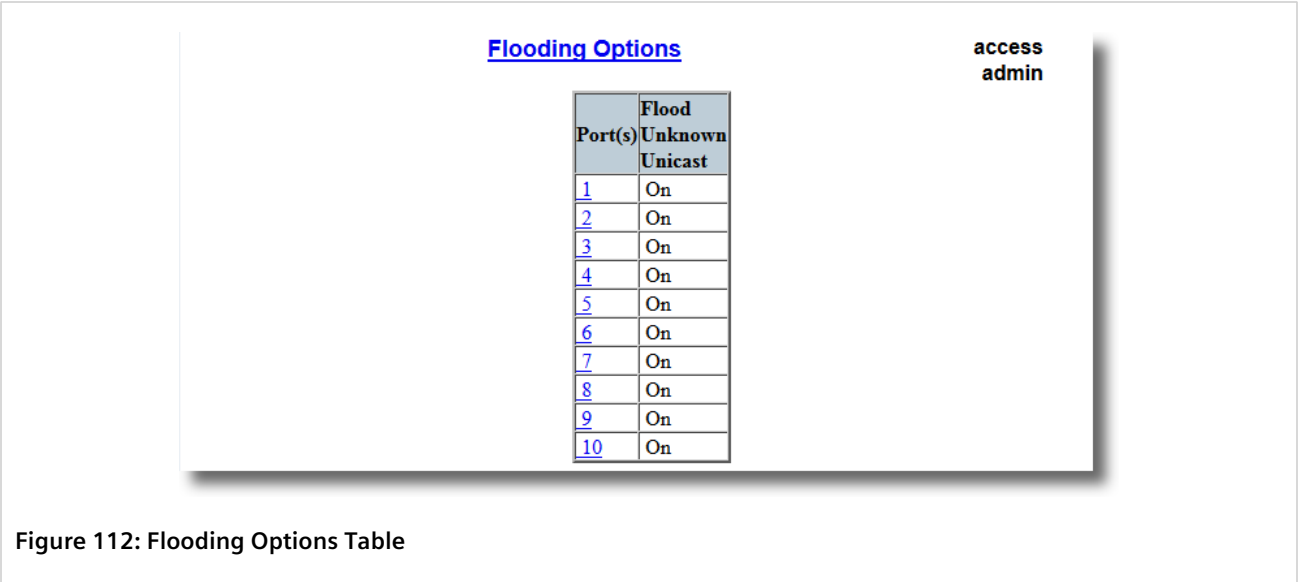 Flooding Options
access
admin
Port(s)
Flood
Unknown
Unicast
1 On
2 On
3 On
4 On
5 On
6 On
7 On
8 On
9 On
10 On
Figure 112: Flooding Options Table